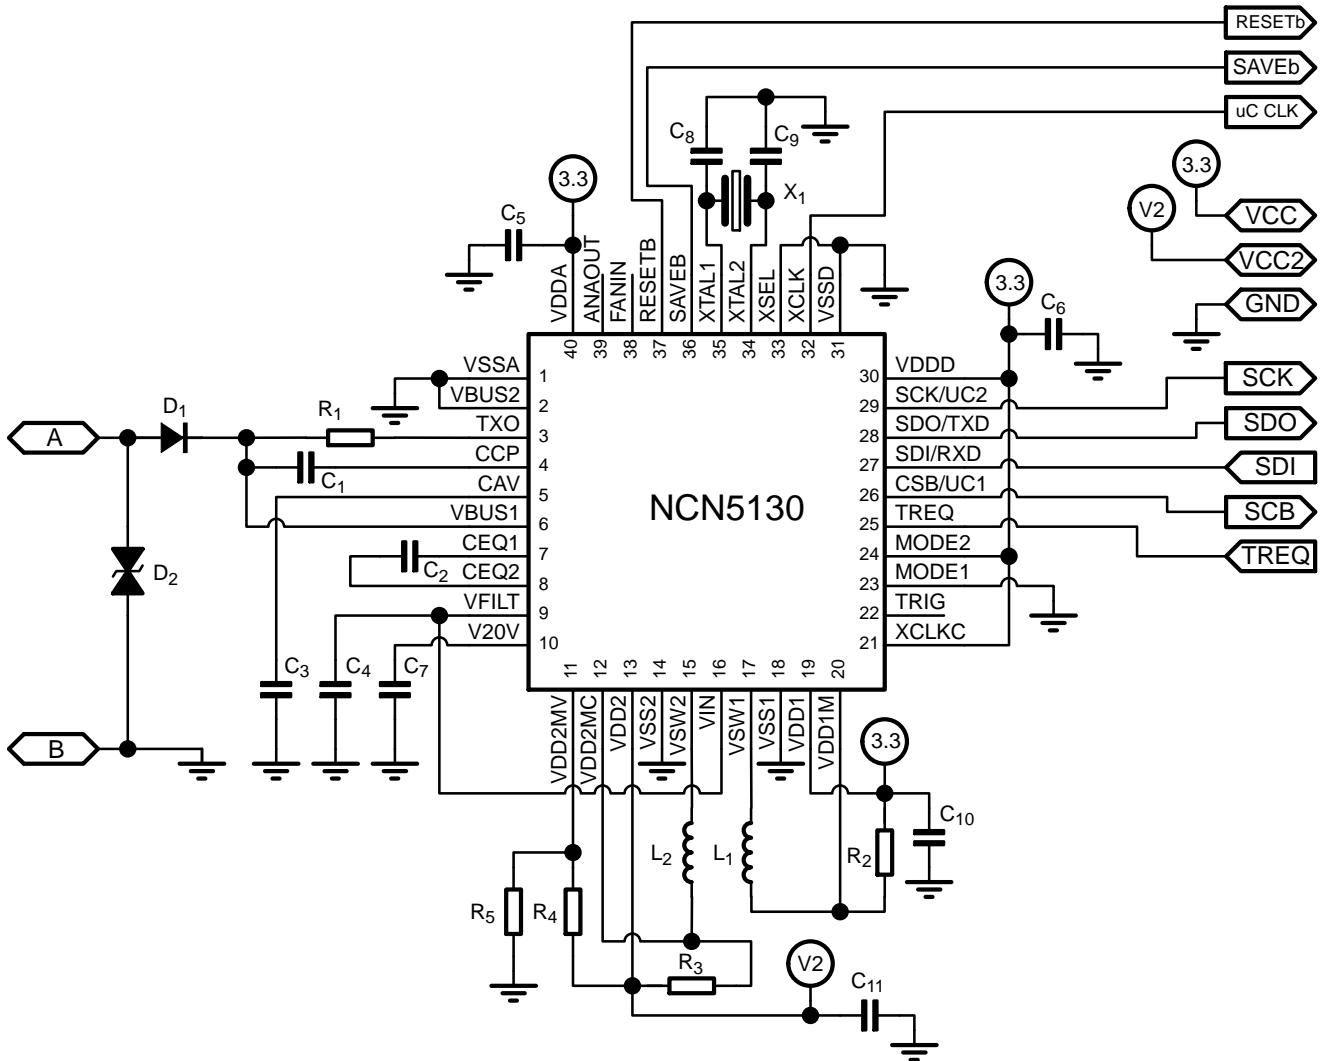 RESETb
SAVEb
uC CLK
C8
C9
X1
3.3
3.3
V2
VCC
VCC2
GND
C5
3.3
C6
VDDA
ANAOUT
FANIN
RESETB
SAVEB
XTAL1
XTAL2
XSEL
XCLK
VSSD
40
39
38
37
36
35
34
33
32
31
A
D1
R1
C1
D2
B
C2
C3
C4
C7
VSSA 1
VBUS2 2
TXO 3
CCP 4
CAV 5
VBUS1 6
CEQ1 7
CEQ2 8
VFILT 9
V20V 10
NCN5130
30 VDDD
29 SCK/UC2
28 SDO/TXD
27 SDI/RXD
26 CSB/UC1
25 TREQ
24 MODE2
23 MODE1
22 TRIG
21 XCLKC
SCK
SDO
SDI
SCB
TREQ
11
12
13
14
15
16
17
18
19
20
VDD2MV
VDD2MC
VDD2
VSS2
VSW2
VIN
VSW1
VSS1
VDD1
VDD1M
3.3
C10
L2
L1
R2
R5
R4
R3
V2
C11